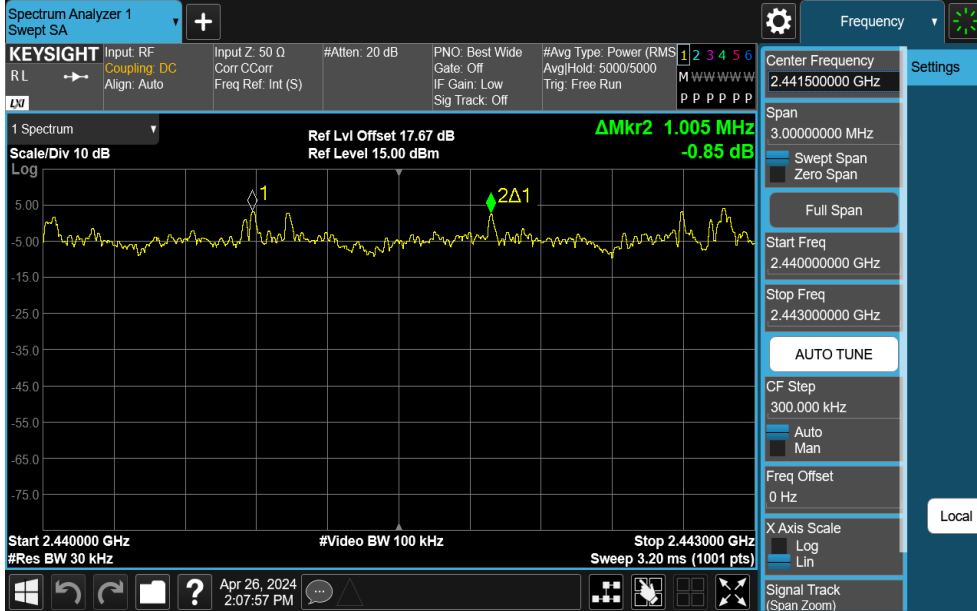 Spectrum Analyzer 1
Swept SA
+
Frequency
KEYSIGHT
R L
LXI
Input: RF
Coupling: DC
Align: Auto
Input Z: 50 Ω
Corr CCorr
Freq Ref: Int (S)
#Atten: 20 dB
PNO: Best Wide
Gate: Off
IF Gain: Low
Sig Track: Off
#Avg Type: Power (RMS
Avg|Hold: 5000/5000
Trig: Free Run
1 2 3 4 5 6
M W W W W W
P P P P P P
1 Spectrum
Scale/Div 10 dB
Ref Lvl Offset 17.67 dB
Ref Level 15.00 dBm
ΔMkr2 1.005 MHz
-0.85 dB
Log
1
2Δ1
5.00
-5.00
-15.0
-25.0
-35.0
-45.0
-55.0
-65.0
-75.0
Start 2.440000 GHz
#Video BW 100 kHz
Stop 2.443000 GHz
#Res BW 30 kHz
Sweep 3.20 ms (1001 pts)
Center Frequency
2.441500000 GHz
Settings
Span
3.00000000 MHz
Swept Span
Zero Span
Full Span
Start Freq
2.440000000 GHz
Stop Freq
2.443000000 GHz
AUTO TUNE
CF Step
300.000 kHz
Auto
Man
Freq Offset
0 Hz
X Axis Scale
Log
Lin
Local
Signal Track
(Span Zoom)
?
Apr 26, 2024
2:07:57 PM